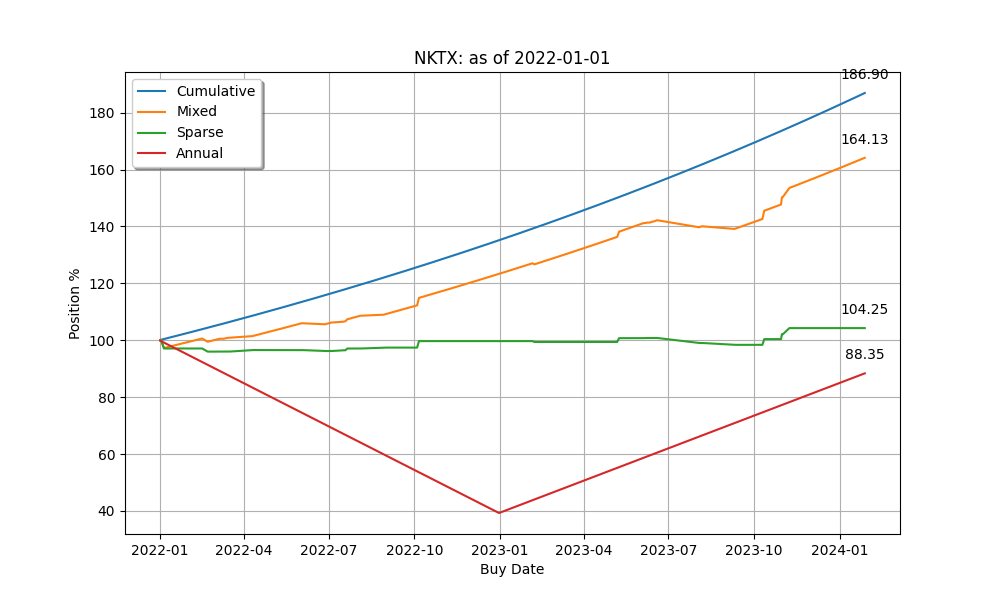 NKTX: as of 2022-01-01
Cumulative
Mixed
Sparse
Annual
186.90
164.13
104.25
88.35
Position %
180
160
140
120
100
80
60
40
2022-01 2022-04 2022-07 2022-10 2023-01 2023-04 2023-07 2023-10 2024-01
Buy Date